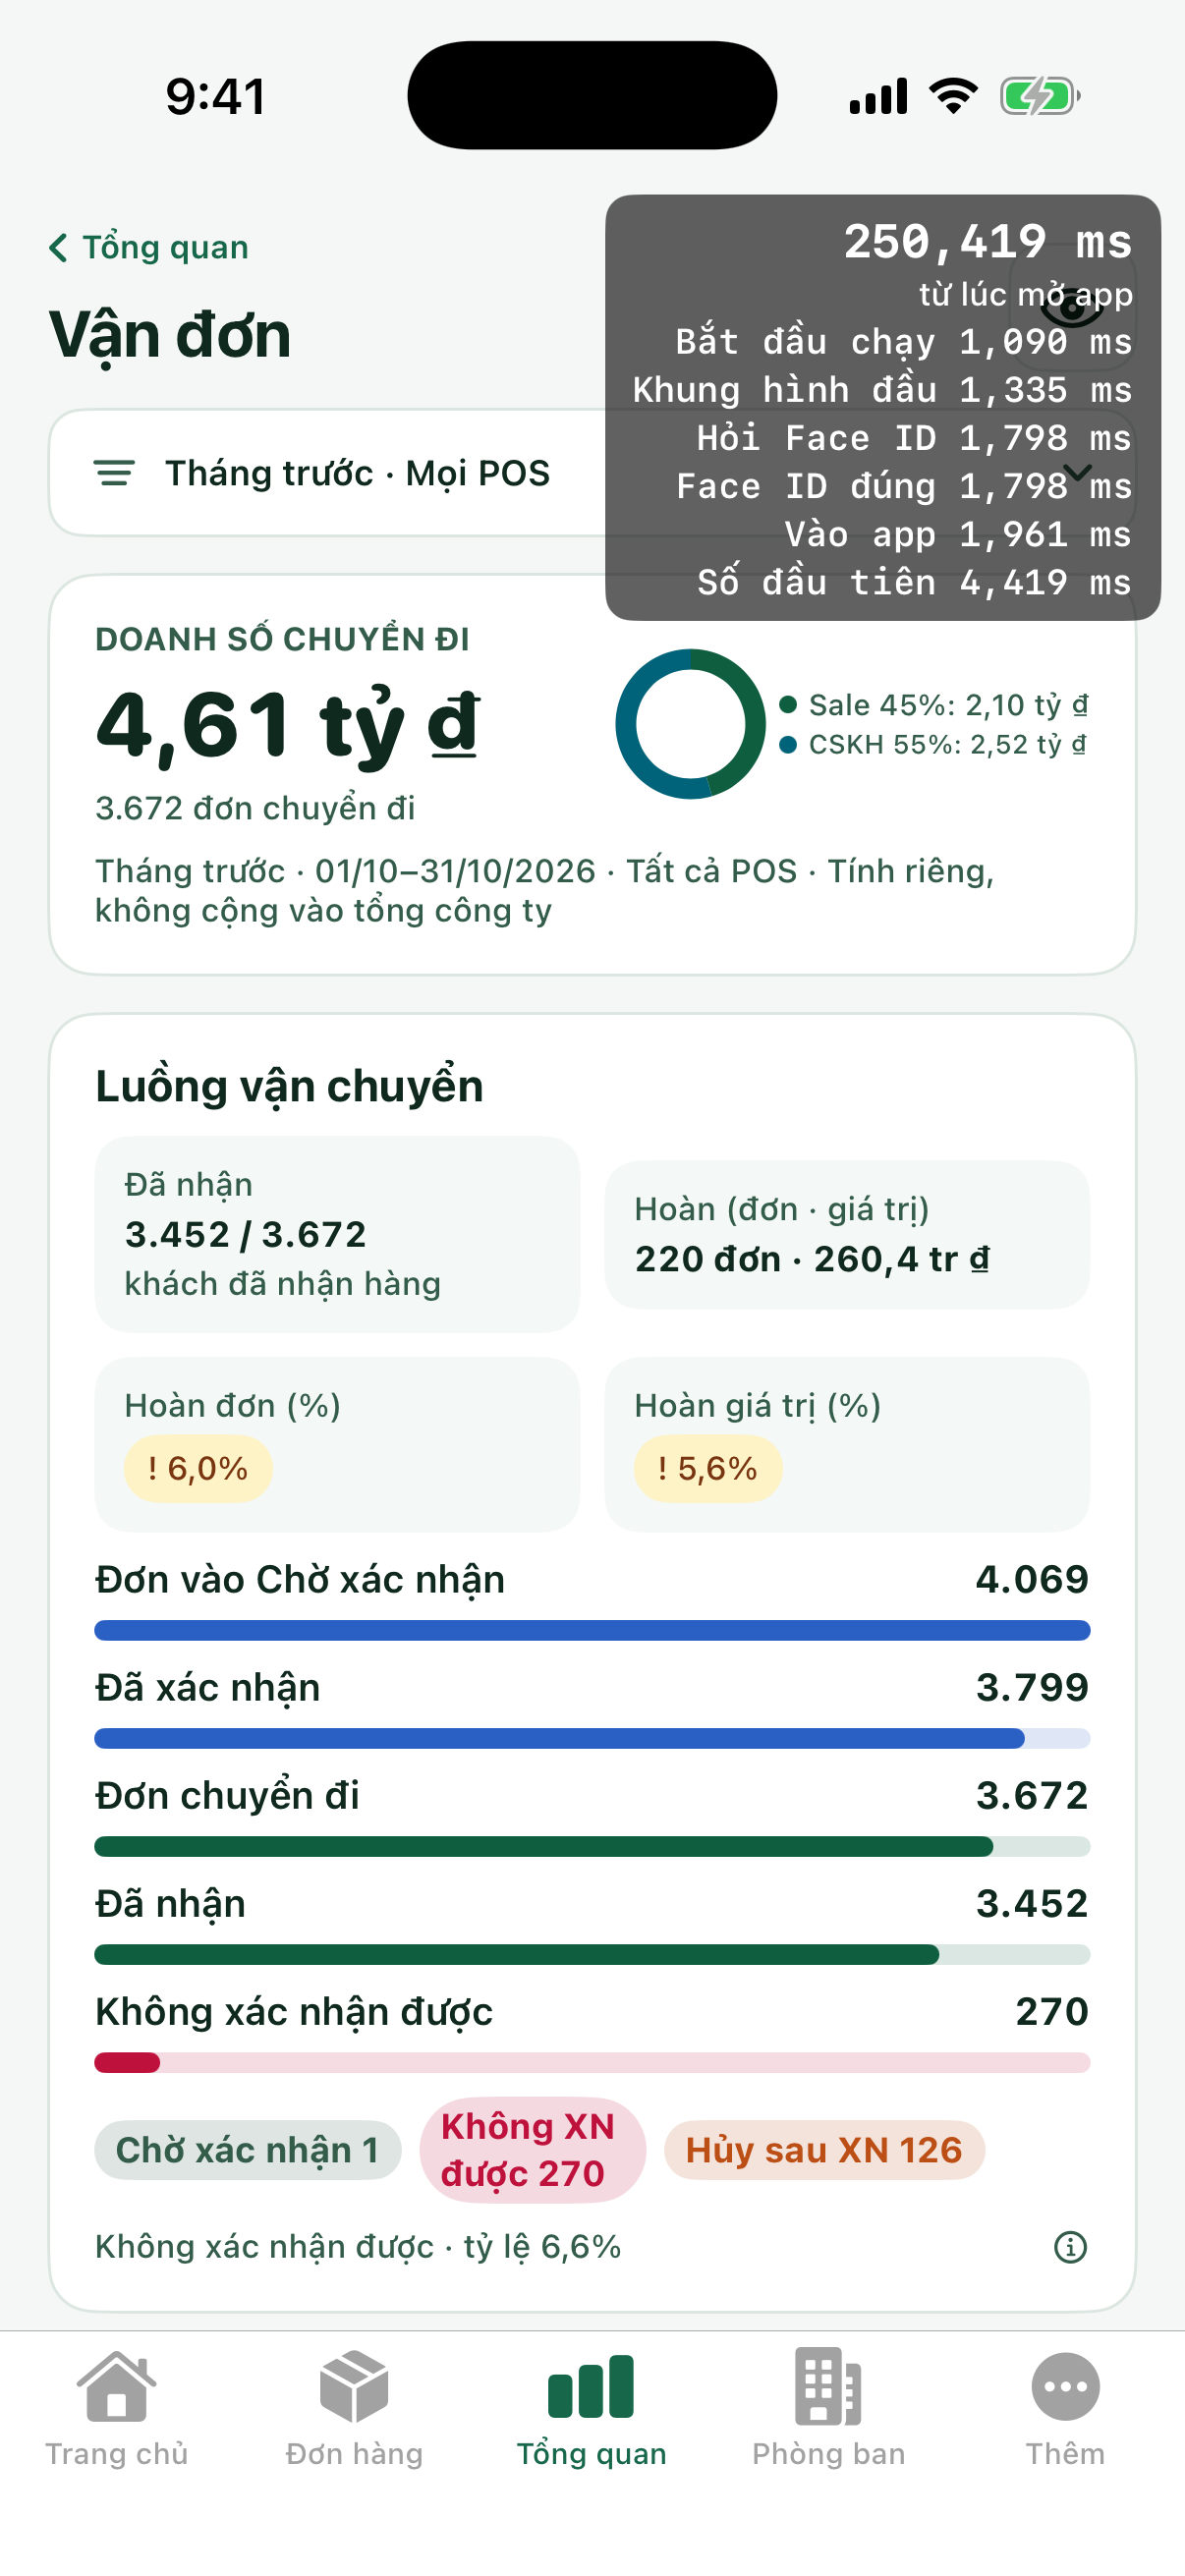 9:41
Tổng quan
Vận đơn
250,419 ms
từ lúc mở app
Bắt đầu chạy 1,090 ms
Khung hình đầu 1,335 ms
Hỏi Face ID 1,798 ms
Face ID đúng 1,798 ms
Vào app 1,961 ms
Số đầu tiên 4,419 ms
Tháng trước · Mọi POS
DOANH SỐ CHUYỂN ĐI
4,61 tỷ ₫
3.672 đơn chuyển đi
Sale 45%: 2,10 tỷ ₫
CSKH 55%: 2,52 tỷ ₫
Tháng trước · 01/10–31/10/2026 · Tất cả POS · Tính riêng,
không cộng vào tổng công ty
Luồng vận chuyển
Đã nhận
3.452 / 3.672
khách đã nhận hàng
Hoàn (đơn · giá trị)
220 đơn · 260,4 tr ₫
Hoàn đơn (%)
! 6,0%
Hoàn giá trị (%)
! 5,6%
Đơn vào Chờ xác nhận 4.069
Đã xác nhận 3.799
Đơn chuyển đi 3.672
Đã nhận 3.452
Không xác nhận được 270
Chờ xác nhận 1
Không XN
được 270
Hủy sau XN 126
Không xác nhận được · tỷ lệ 6,6%
Trang chủ
Đơn hàng
Tổng quan
Phòng ban
Thêm